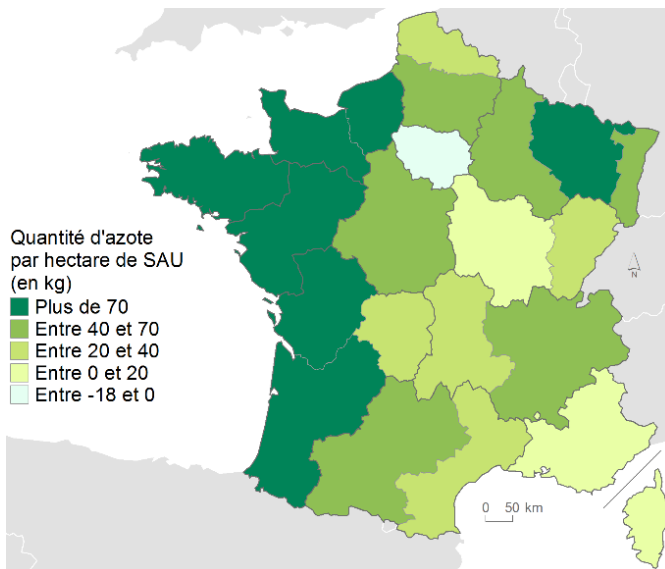 Quantité d'azote
par hectare de SAU
(en kg)
Plus de 70
Entre 40 et 70
Entre 20 et 40
Entre 0 et 20
Entre -18 et 0
N
0 50 km